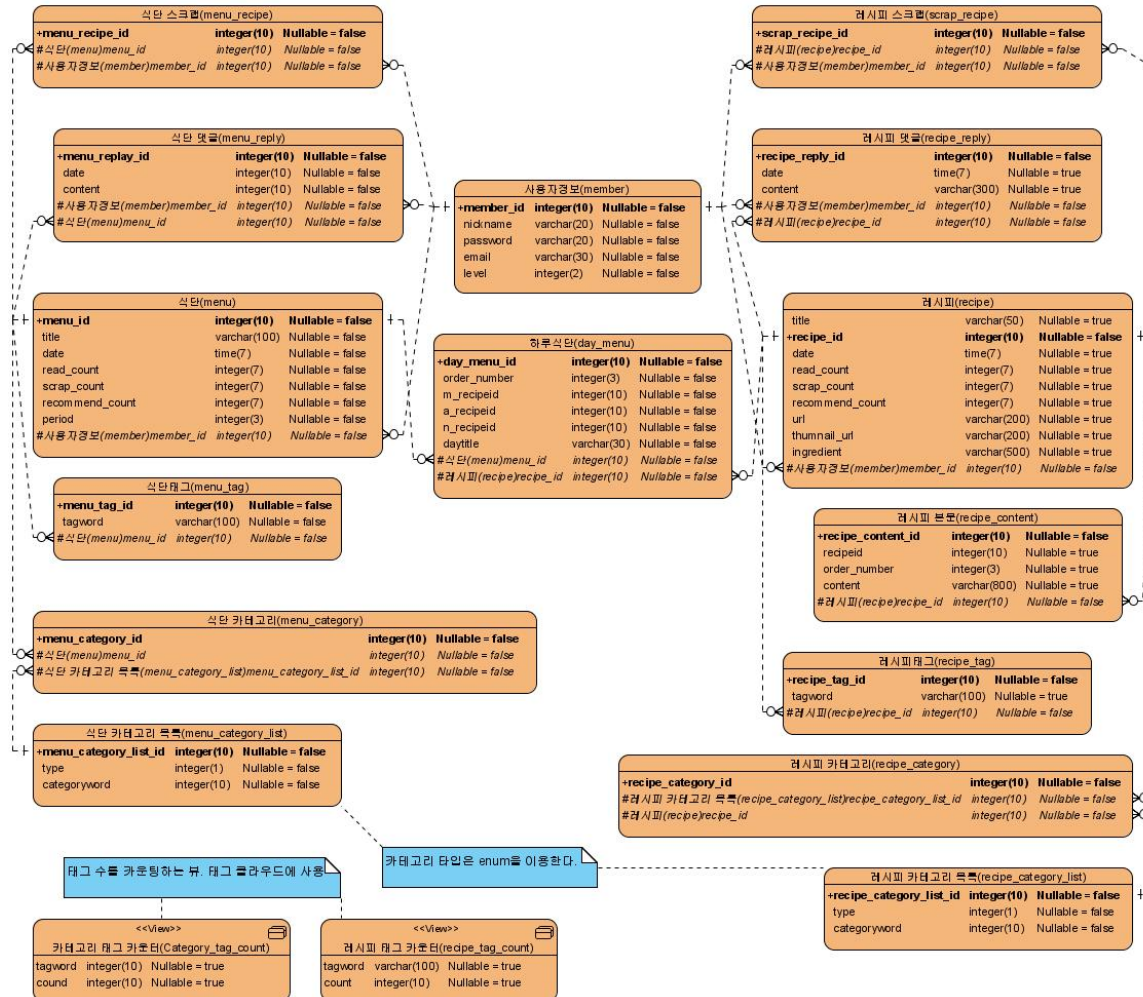 식단 스크랩(menu_recipe)
+menu_recipe_id integer(10) Nullable = false
#식단(menu)menu_id integer(10) Nullable = false
#사용자정보(member)member_id integer(10) Nullable = false
레시피 스크랩(scrap_recipe)
+scrap_recipe_id integer(10) Nullable = false
#레시피(recipe)recipe_id integer(10) Nullable = false
#사용자정보(member)member_id integer(10) Nullable = false
식단 댓글(menu_reply)
+menu_replay_id integer(10) Nullable = false
date integer(10) Nullable = false
content integer(10) Nullable = false
#사용자정보(member)member_id integer(10) Nullable = false
#식단(menu)menu_id integer(10) Nullable = false
사용자정보(member)
+member_id integer(10) Nullable = false
nickname varchar(20) Nullable = false
password varchar(20) Nullable = false
email varchar(30) Nullable = false
level integer(2) Nullable = false
레시피 댓글(recipe_reply)
+recipe_reply_id integer(10) Nullable = false
date time(7) Nullable = true
content varchar(300) Nullable = true
#사용자정보(member)member_id integer(10) Nullable = false
#레시피(recipe)recipe_id integer(10) Nullable = false
식단(menu)
+menu_id integer(10) Nullable = false
title varchar(100) Nullable = false
date time(7) Nullable = false
read_count integer(7) Nullable = false
scrap_count integer(7) Nullable = false
recommend_count integer(7) Nullable = false
period integer(3) Nullable = false
#사용자정보(member)member_id integer(10) Nullable = false
하루식단(day_menu)
+day_menu_id integer(10) Nullable = false
order_number integer(3) Nullable = false
m_recipeid integer(10) Nullable = false
a_recipeid integer(10) Nullable = false
n_recipeid integer(10) Nullable = false
daytitle varchar(30) Nullable = false
#식단(menu)menu_id integer(10) Nullable = false
#레시피(recipe)recipe_id integer(10) Nullable = false
레시피(recipe)
title varchar(50) Nullable = true
+recipe_id integer(10) Nullable = false
date time(7) Nullable = true
read_count integer(7) Nullable = true
scrap_count integer(7) Nullable = true
recommend_count integer(7) Nullable = true
url varchar(200) Nullable = true
thumnail_url varchar(200) Nullable = true
ingredient varchar(500) Nullable = true
#사용자정보(member)member_id integer(10) Nullable = false
식단태그(menu_tag)
+menu_tag_id integer(10) Nullable = false
tagword varchar(100) Nullable = false
#식단(menu)menu_id integer(10) Nullable = false
레시피 본문(recipe_content)
+recipe_content_id integer(10) Nullable = false
recipeid integer(10) Nullable = true
order_number integer(3) Nullable = true
content varchar(800) Nullable = true
#레시피(recipe)recipe_id integer(10) Nullable = false
식단 카테고리(menu_category)
+menu_category_id integer(10) Nullable = false
#식단(menu)menu_id integer(10) Nullable = false
#식단 카테고리 목록(menu_category_list)menu_category_list_id integer(10) Nullable = false
레시피태그(recipe_tag)
+recipe_tag_id integer(10) Nullable = false
tagword varchar(100) Nullable = true
#레시피(recipe)recipe_id integer(10) Nullable = false
식단 카테고리 목록(menu_category_list)
+menu_category_list_id integer(10) Nullable = false
type integer(1) Nullable = false
categoryword integer(10) Nullable = false
레시피 카테고리(recipe_category)
+recipe_category_id integer(10) Nullable = false
#레시피 카테고리 목록(recipe_category_list)recipe_category_list_id integer(10) Nullable = false
#레시피(recipe)recipe_id integer(10) Nullable = false
태그 수를 카운팅하는 뷰. 태그 클라우드에 사용
카테고리 타입은 enum을 이용한다.
레시피 카테고리 목록(recipe_category_list)
+recipe_category_list_id integer(10) Nullable = false
type integer(1) Nullable = false
categoryword integer(10) Nullable = false
<<View>>
카테고리 태그 카운터(Category_tag_count)
tagword integer(10) Nullable = true
cound integer(10) Nullable = true
<<View>>
레시피 태그 카운터(recipe_tag_count)
tagword varchar(100) Nullable = true
count integer(10) Nullable = true